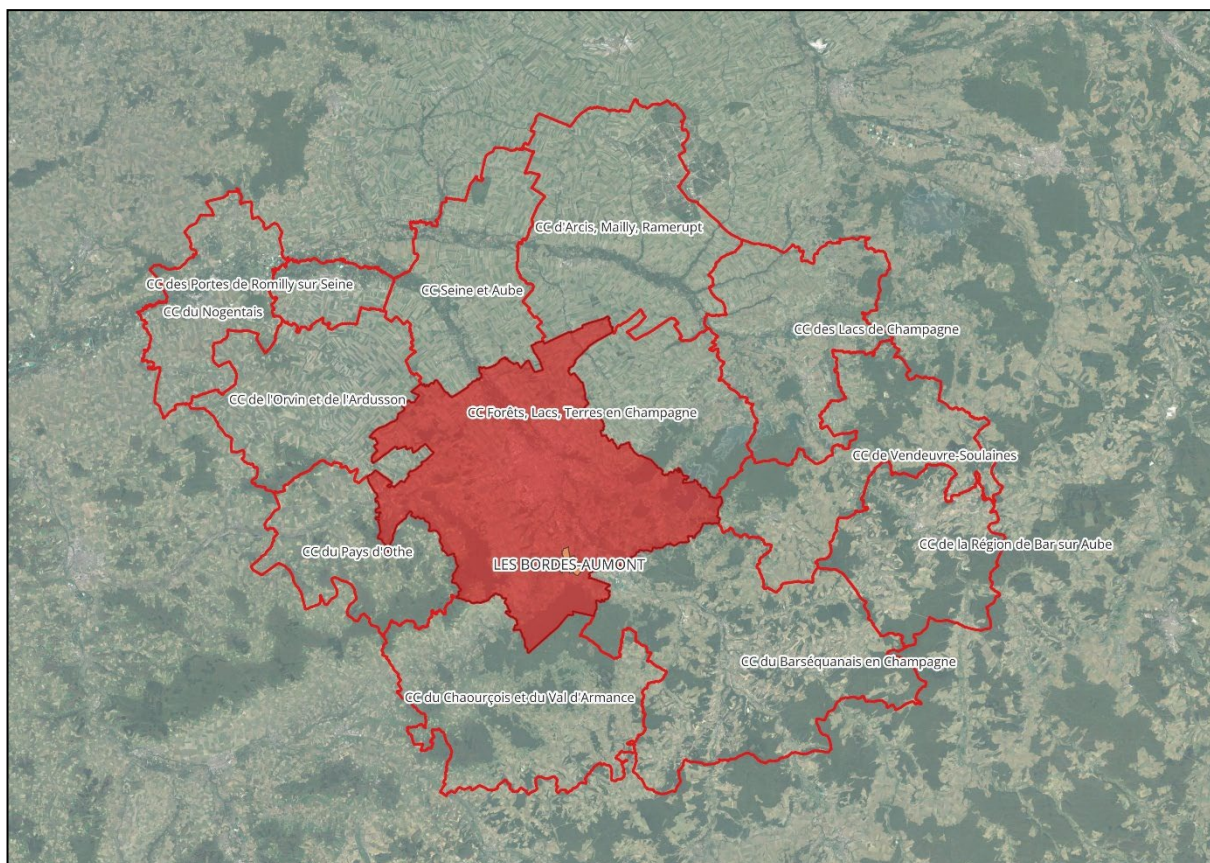 CC d'Arcis, Mailly, Ramerupt
CC des Portes de Romilly sur Seine
CC Seine et Aube
CC du Nogentais
CC des Lacs de Champagne
CC de l'Orvin et de l'Ardusson
CC Forêts, Lacs, Terres en Champagne
CC de Vendeuvre-Soulaines
CC du Pays d'Othe
CC de la Région de Bar sur Aube
LES BORDES-AUMONT
CC du Barséquanais en Champagne
CC du Chaourçois et du Val d'Armance